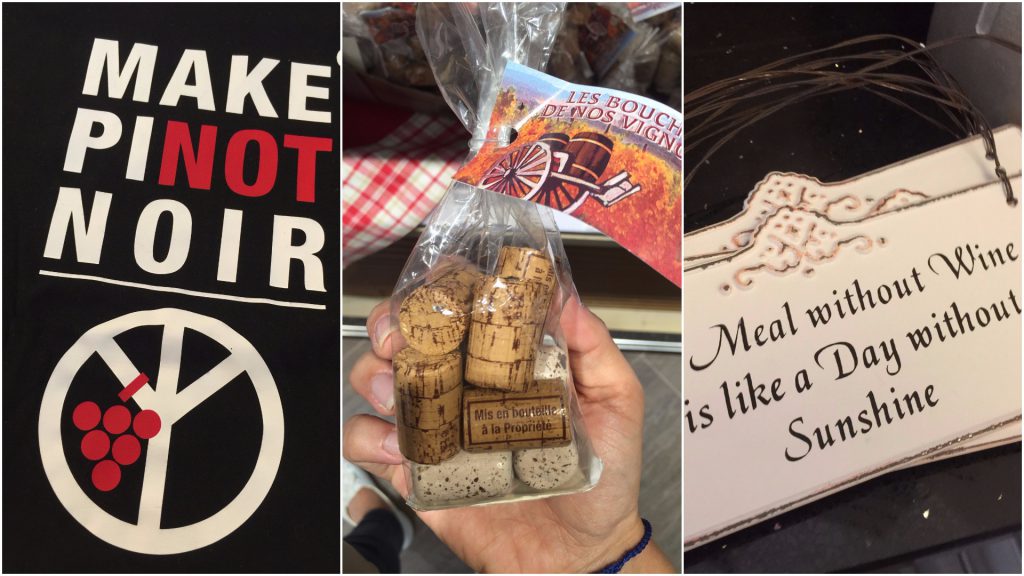 MAKE
PINOT
NOIR
LES BOUCH
DE NOS VIGNO
Mis en bouteille
à la Propriété
Meal without Wine
is like a Day without
Sunshine